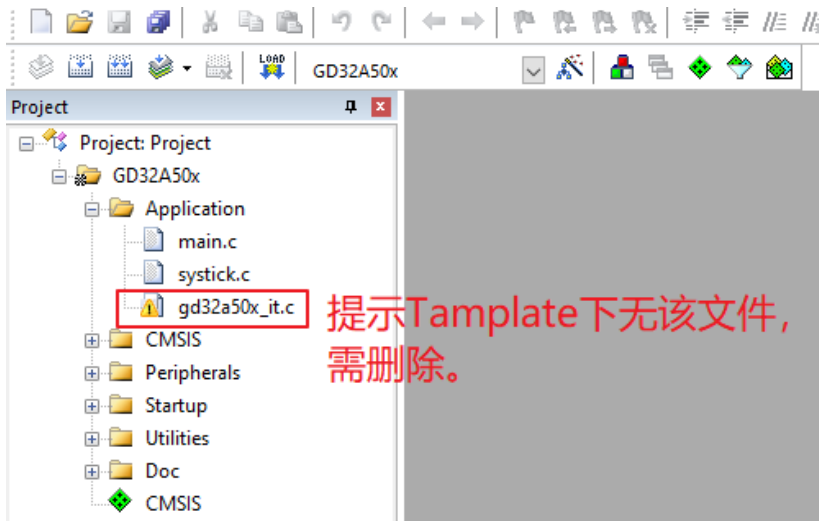 LOAD
GD32A50x
Project
Project: Project
GD32A50x
Application
main.c
systick.c
gd32a50x_it.c
提示Tamplate下无该文件，
需删除。
CMSIS
Peripherals
Startup
Utilities
Doc
CMSIS